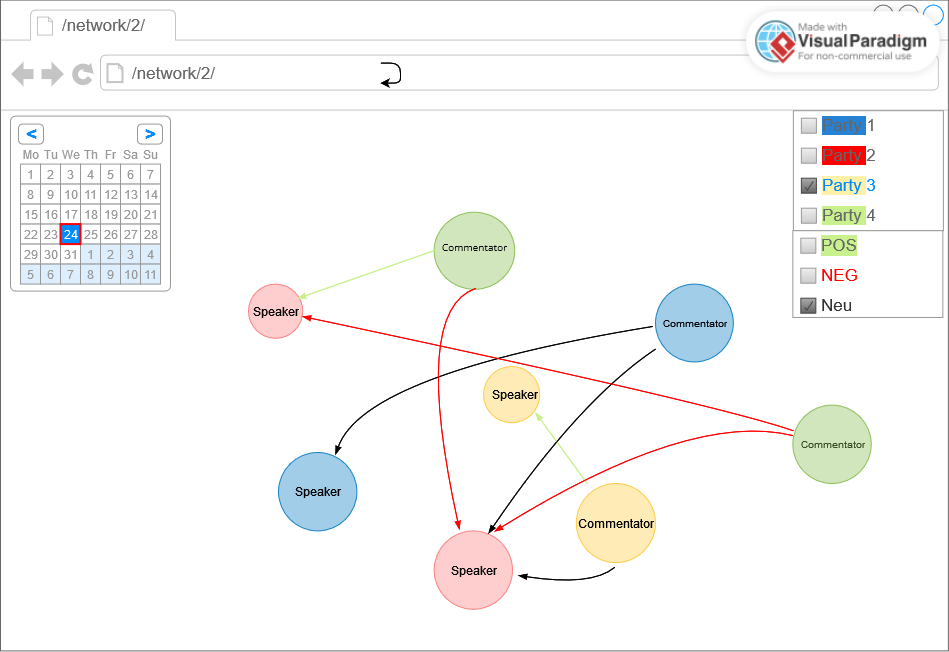 /network/2/
Made with
VisualParadigm
For non-commercial use
/network/2/
< >
Mo Tu We Th Fr Sa Su
1 2 3 4 5 6 7
8 9 10 11 12 13 14
15 16 17 18 19 20 21
22 23 24 25 26 27 28
29 30 31 1 2 3 4
5 6 7 8 9 10 11
Party 1
Party 2
Party 3
Party 4
POS
NEG
Neu
Commentator
Speaker
Commentator
Speaker
Commentator
Speaker
Commentator
Speaker